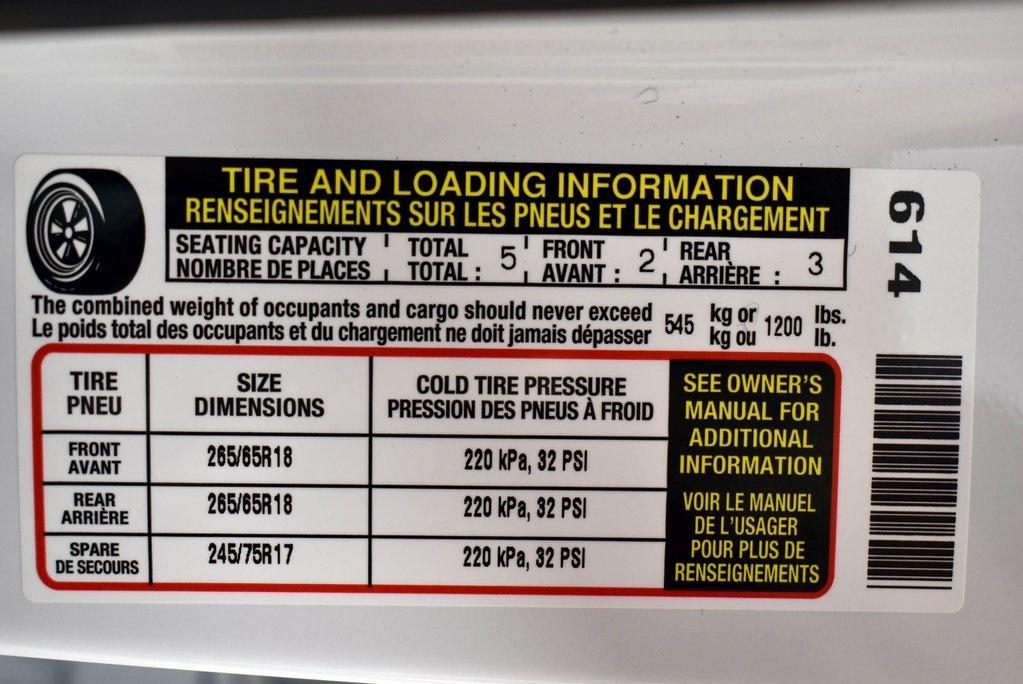 TIRE AND LOADING INFORMATION
RENSEIGNEMENTS SUR LES PNEUS ET LE CHARGEMENT
SEATING CAPACITY TOTAL FRONT REAR
NOMBRE DE PLACES TOTAL : 5 AVANT : 2 ARRIÈRE : 3
The combined weight of occupants and cargo should never exceed 545 kg or 1200 lbs.
Le poids total des occupants et du chargement ne doit jamais dépasser kg ou lb.
TIRE SIZE COLD TIRE PRESSURE
PNEU DIMENSIONS PRESSION DES PNEUS À FROID
FRONT 265/65R18 220 kPa, 32 PSI
AVANT
REAR 265/65R18 220 kPa, 32 PSI
ARRIÈRE
SPARE 245/75R17 220 kPa, 32 PSI
DE SECOURS
SEE OWNER'S
MANUAL FOR
ADDITIONAL
INFORMATION
VOIR LE MANUEL
DE L'USAGER
POUR PLUS DE
RENSEIGNEMENTS
614